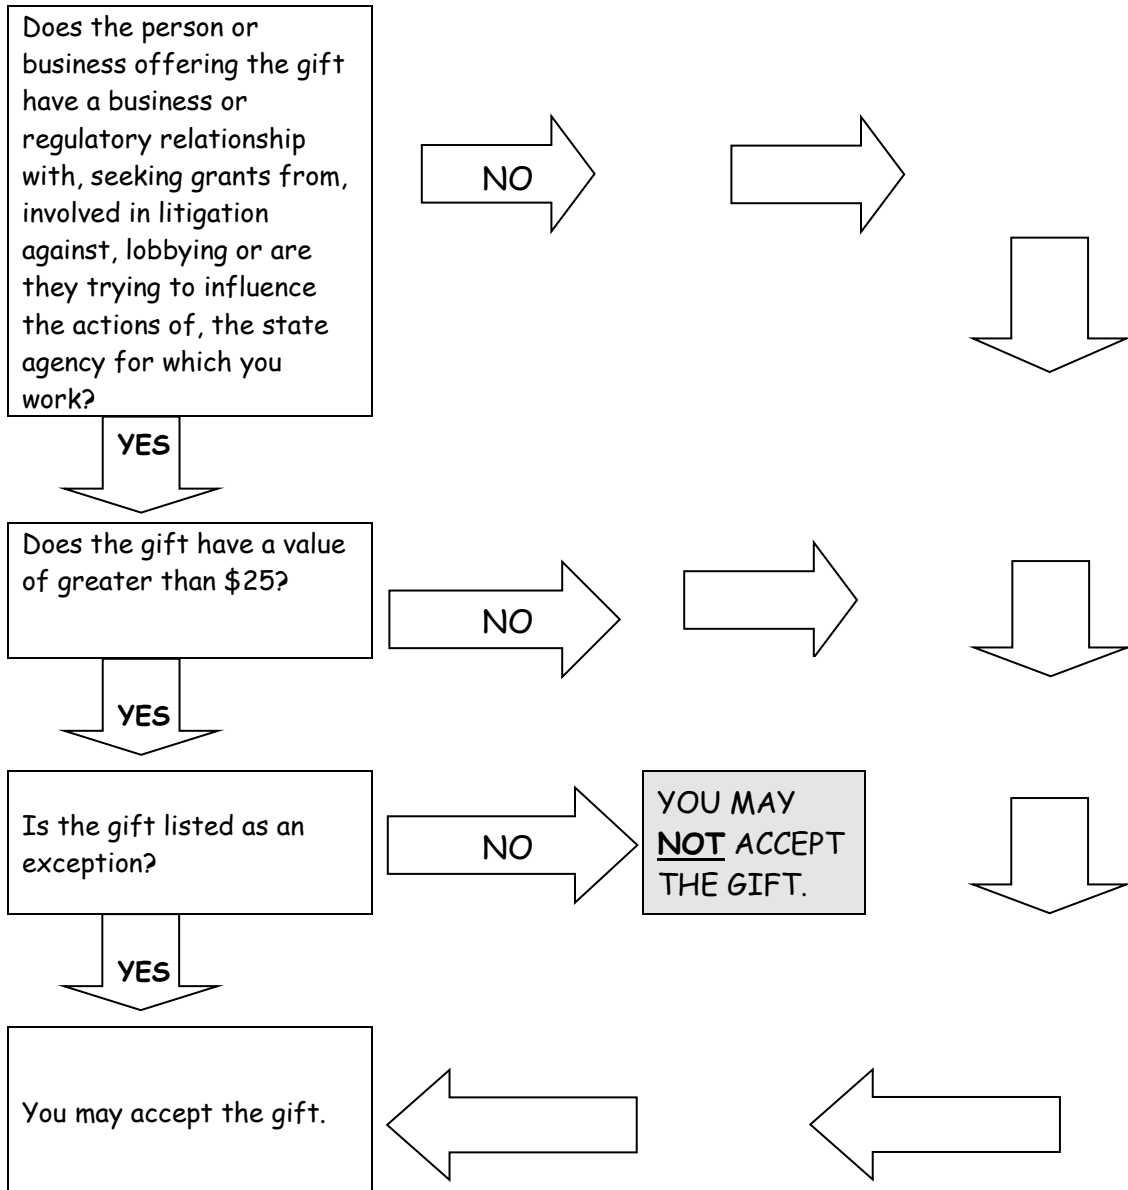 Does the person or
business offering the gift
have a business or
regulatory relationship
with, seeking grants from,
involved in litigation
against, lobbying or are
they trying to influence
the actions of, the state
agency for which you
work?
NO
YES
Does the gift have a value
of greater than $25?
NO
YES
Is the gift listed as an
exception?
NO
YOU MAY
NOT ACCEPT
THE GIFT.
YES
You may accept the gift.